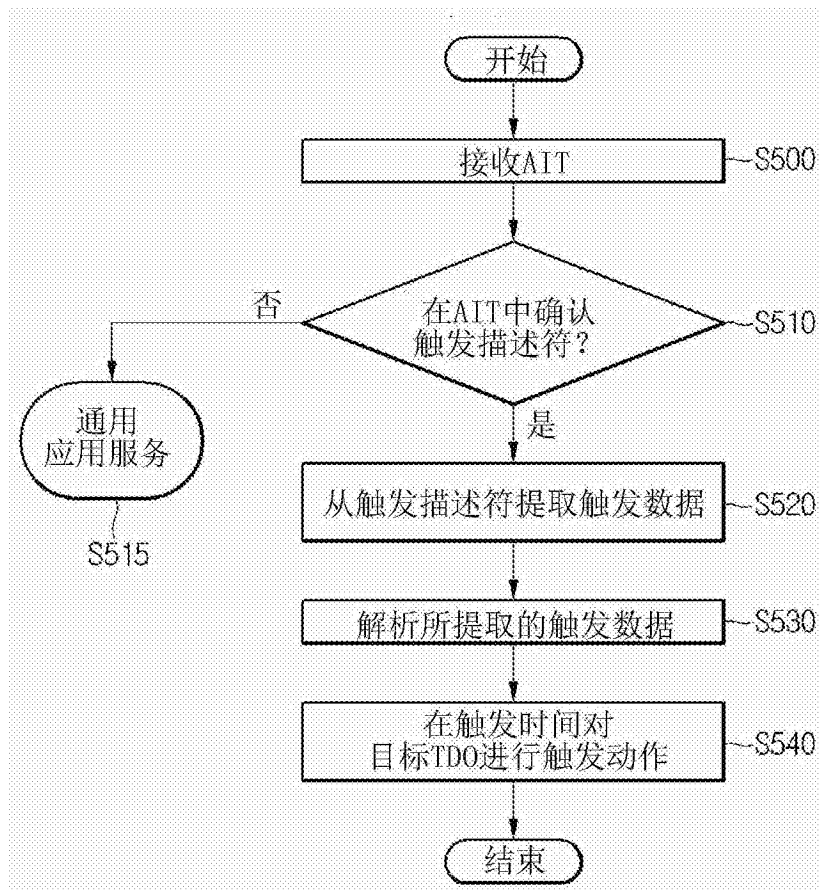 开始
接收AIT
S500
在AIT中确认
触发描述符?
S510
否
是
通用
应用服务
S515
从触发描述符提取触发数据
S520
解析所提取的触发数据
S530
在触发时间对
目标TDO进行触发动作
S540
结束